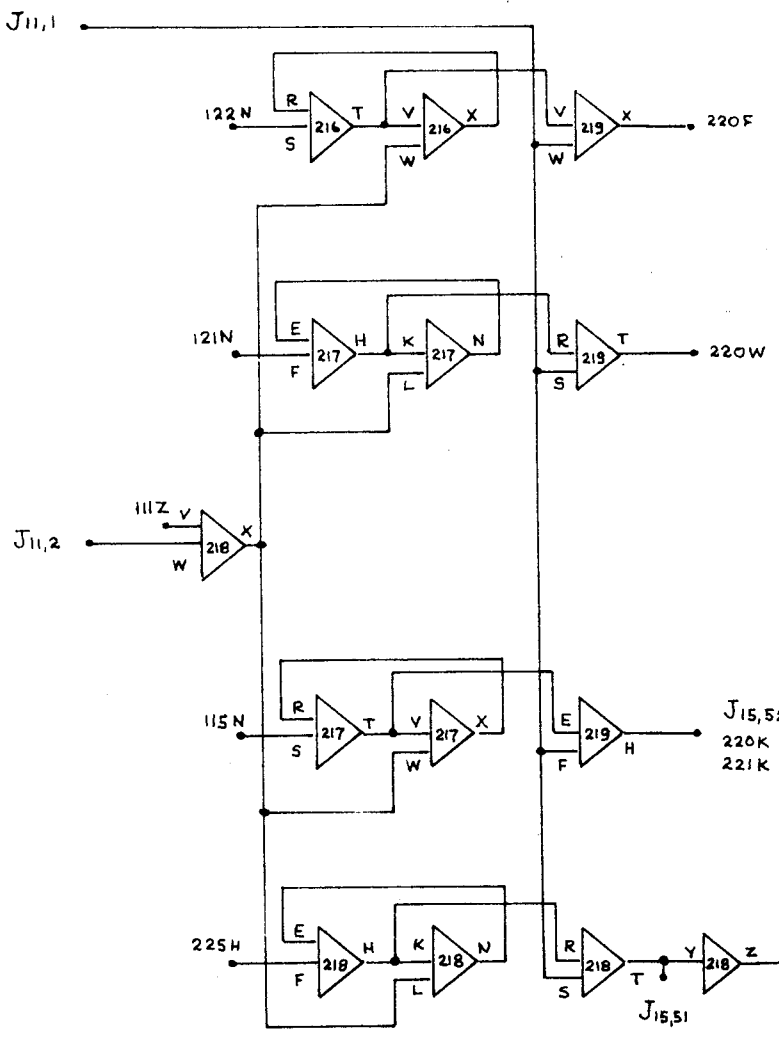 J11,1
R
122N
216
T
V
216
X
V
219
X
220F
S
W
W
E
121N
217
H
K
217
N
R
219
T
220W
F
L
S
111Z
V
J11,2
218
X
W
R
115N
217
T
V
217
X
E
219
H
J15,52
220K
221K
S
W
F
E
225H
218
H
K
218
N
R
218
T
Y
218
Z
F
L
S
J15,51